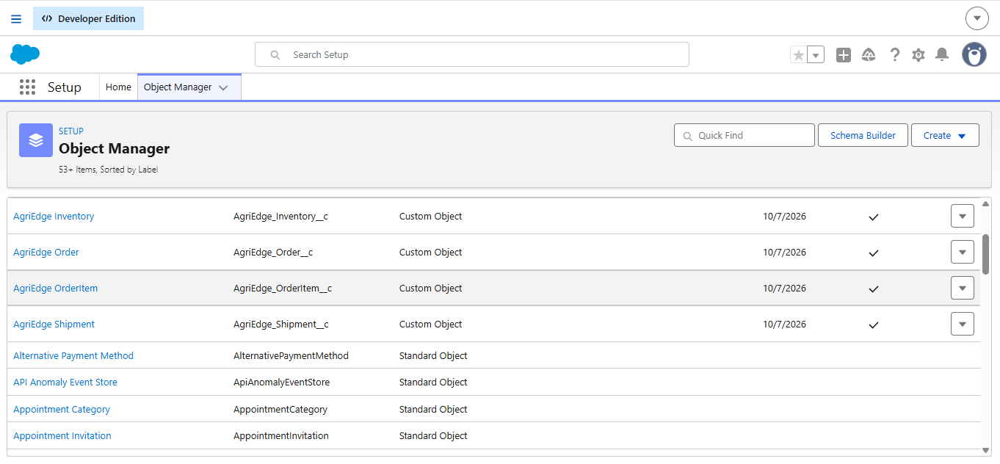 Developer Edition
Search Setup
Setup Home Object Manager
SETUP
Object Manager
53+ Items, Sorted by Label
Quick Find Schema Builder Create
AgriEdge Inventory AgriEdge_Inventory__c Custom Object 10/7/2026
AgriEdge Order AgriEdge_Order__c Custom Object 10/7/2026
AgriEdge OrderItem AgriEdge_OrderItem__c Custom Object 10/7/2026
AgriEdge Shipment AgriEdge_Shipment__c Custom Object 10/7/2026
Alternative Payment Method AlternativePaymentMethod Standard Object
API Anomaly Event Store ApiAnomalyEventStore Standard Object
Appointment Category AppointmentCategory Standard Object
Appointment Invitation AppointmentInvitation Standard Object